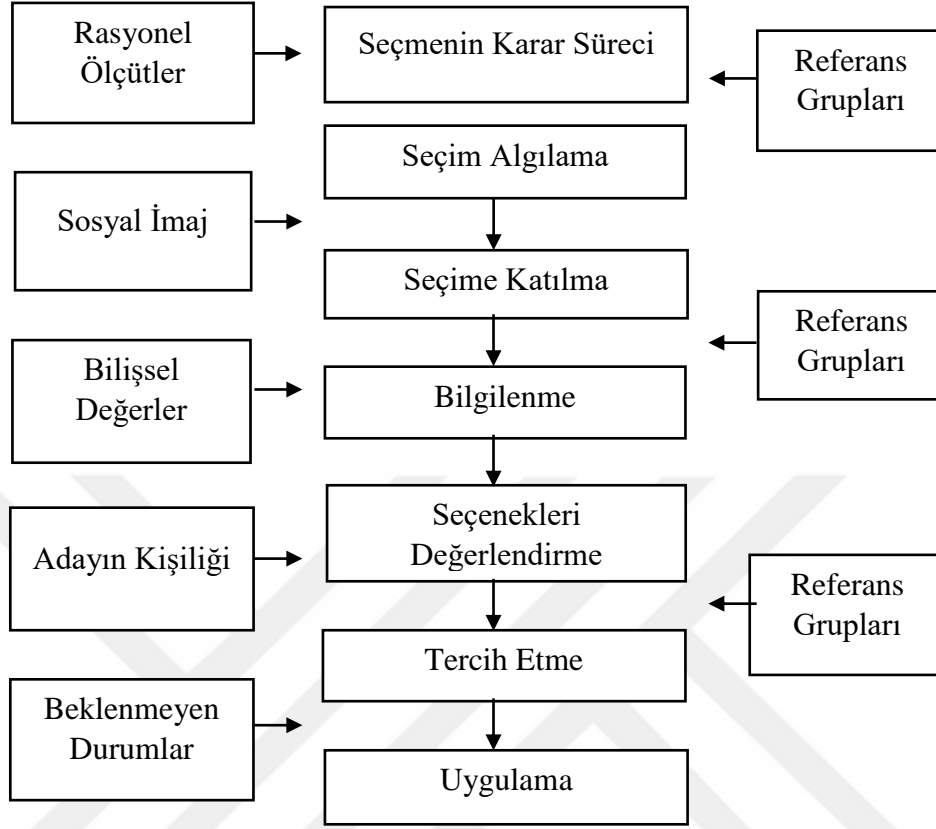 Rasyonel
Ölçütler
Seçmenin Karar Süreci
Referans
Grupları
Seçim Algılama
Sosyal İmaj
Seçime Katılma
Referans
Grupları
Bilişsel
Değerler
Bilgilenme
Seçenekleri
Değerlendirme
Adayın Kişiliği
Referans
Grupları
Tercih Etme
Beklenmeyen
Durumlar
Uygulama